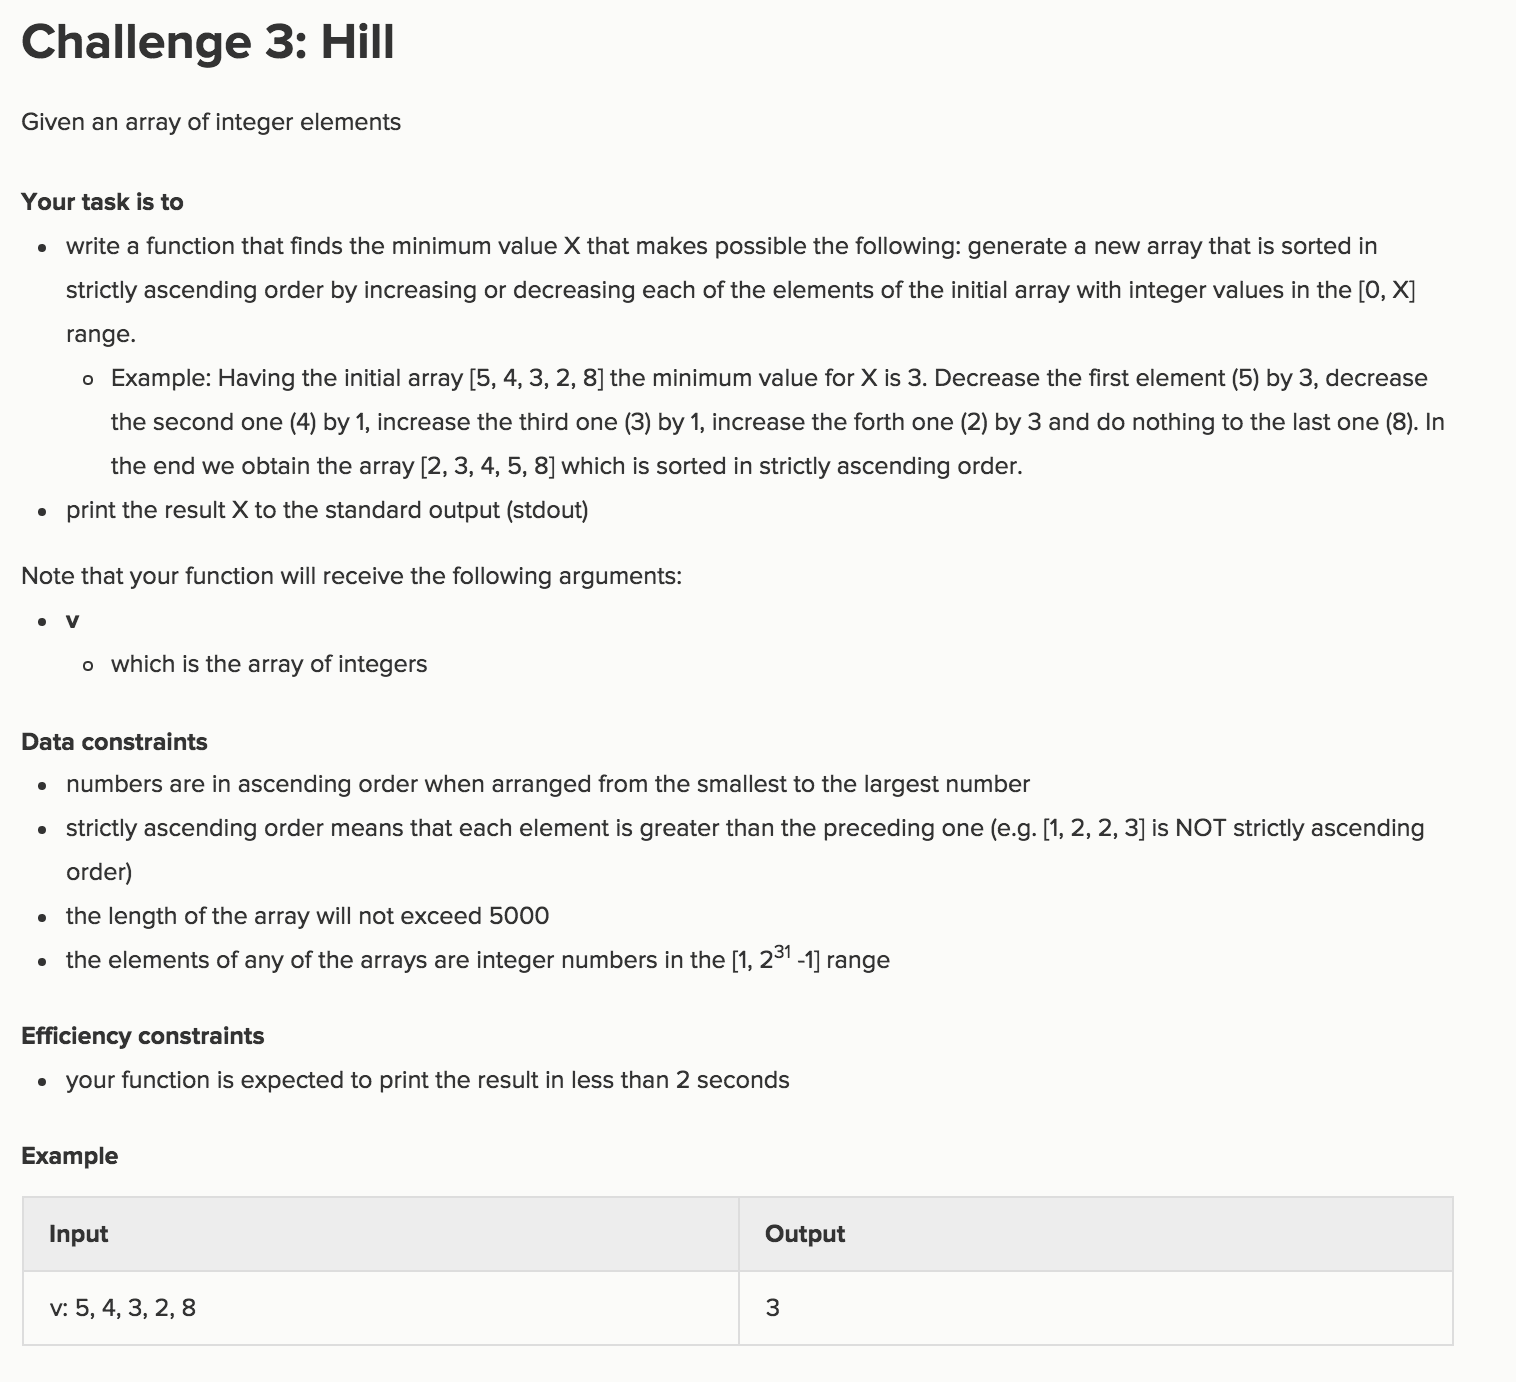 Challenge 3: Hill
Given an array of integer elements
Your task is to
• write a function that finds the minimum value X that makes possible the following: generate a new array that is sorted in
strictly ascending order by increasing or decreasing each of the elements of the initial array with integer values in the [0, X]
range.
o Example: Having the initial array [5, 4, 3, 2, 8] the minimum value for X is 3. Decrease the first element (5) by 3, decrease
the second one (4) by 1, increase the third one (3) by 1, increase the forth one (2) by 3 and do nothing to the last one (8). In
the end we obtain the array [2, 3, 4, 5, 8] which is sorted in strictly ascending order.
• print the result X to the standard output (stdout)
Note that your function will receive the following arguments:
• v
o which is the array of integers
Data constraints
• numbers are in ascending order when arranged from the smallest to the largest number
• strictly ascending order means that each element is greater than the preceding one (e.g. [1, 2, 2, 3] is NOT strictly ascending
order)
• the length of the array will not exceed 5000
• the elements of any of the arrays are integer numbers in the [1, 2^31 -1] range
Efficiency constraints
• your function is expected to print the result in less than 2 seconds
Example
Input Output
v: 5, 4, 3, 2, 8 3